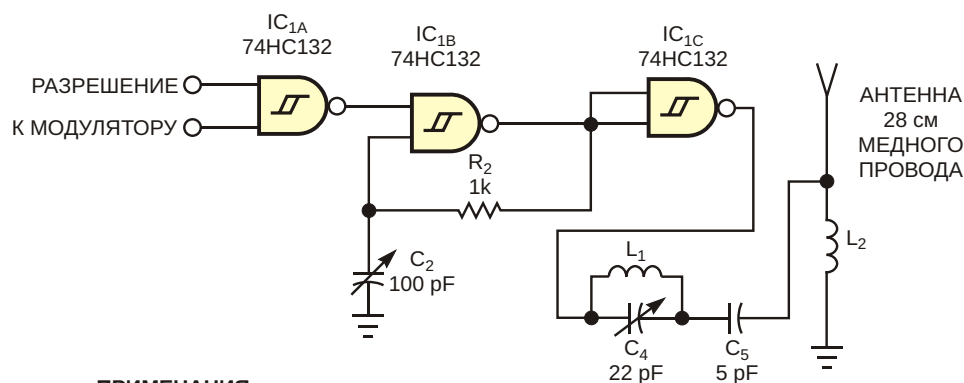 IC1A
74HC132
IC1B
74HC132
IC1C
74HC132
РАЗРЕШЕНИЕ
К МОДУЛЯТОРУ
АНТЕННА
28 см
МЕДНОГО
ПРОВОДА
R2
1k
C2
100 pF
L1
L2
C4
22 pF
C5
5 pF
ПРИМЕЧАНИЯ